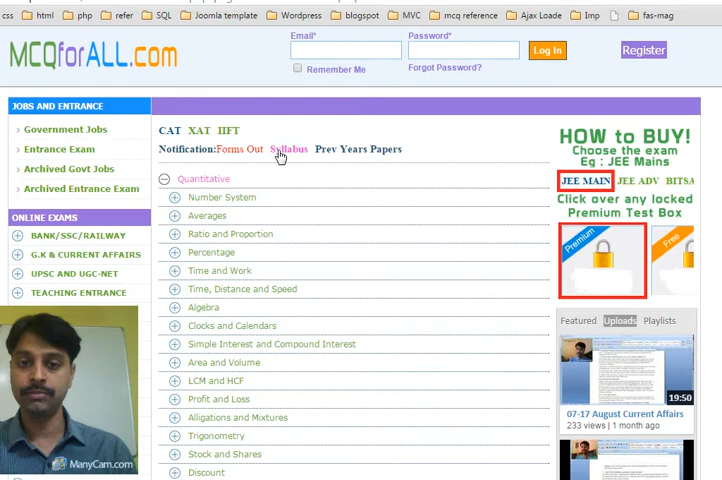 css html php refer SQL Joomla template Wordpress blogspot MVC mcq reference Ajax Loade Imp fas-mag
MCQforALL.com
Email* Password*
Log In
Register
Remember Me Forgot Password?
JOBS AND ENTRANCE
Government Jobs
Entrance Exam
Archived Govt Jobs
Archived Entrance Exam
ONLINE EXAMS
BANK/SSC/RAILWAY
G.K & CURRENT AFFAIRS
UPSC AND UGC-NET
TEACHING ENTRANCE
ManyCam.com
CAT XAT IIFT
Notification:Forms Out Syllabus Prev Years Papers
Quantitative
Number System
Averages
Ratio and Proportion
Percentage
Time and Work
Time, Distance and Speed
Algebra
Clocks and Calendars
Simple Interest and Compound Interest
Area and Volume
LCM and HCF
Profit and Loss
Alligations and Mixtures
Trigonometry
Stock and Shares
Discount
HOW to BUY!
Choose the exam
Eg : JEE Mains
JEE MAIN JEE ADV BITSA
Click over any locked
Premium Test Box
Premium
Free
Featured Uploads Playlists
19:50
07-17 August Current Affairs
233 views | 1 month ago